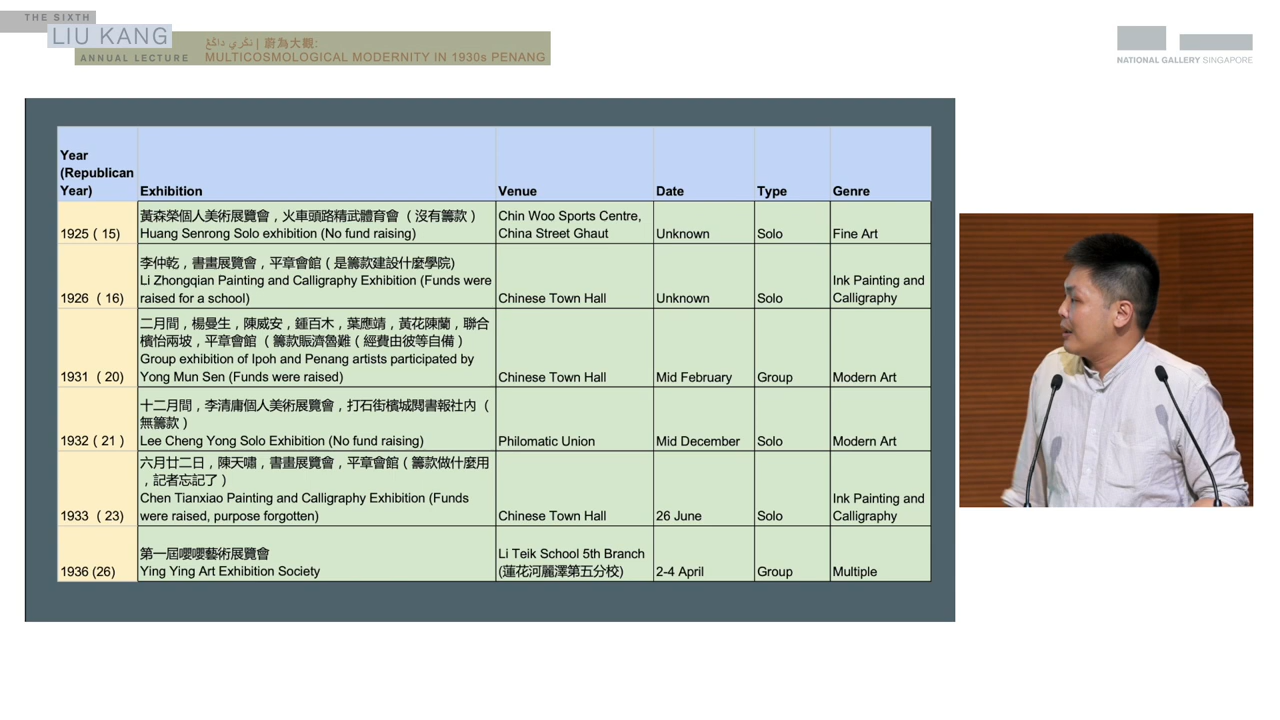 THE SIXTH
LIU KANG
ANNUAL LECTURE
نڬري داڠڠ | 蔚為大觀:
MULTICOSMOLOGICAL MODERNITY IN 1930s PENANG
NATIONAL GALLERY SINGAPORE
Year
(Republican
Year)
Exhibition
Venue
Date
Type
Genre
1925 ( 15)
黃森榮個人美術展覽會，火車頭路精武體育會（沒有籌款）
Huang Senrong Solo exhibition (No fund raising)
Chin Woo Sports Centre,
China Street Ghaut
Unknown
Solo
Fine Art
1926 ( 16)
李仲乾，書畫展覽會，平章會館（是籌款建設什麼學院)
Li Zhongqian Painting and Calligraphy Exhibition (Funds were
raised for a school)
Chinese Town Hall
Unknown
Solo
Ink Painting and
Calligraphy
1931 ( 20)
二月間，楊曼生，陳威安，鍾百木，葉應靖，黃花陳蘭，聯合
檳怡兩坡，平章會館（籌款賑濟魯難（經費由彼等自備）
Group exhibition of Ipoh and Penang artists participated by
Yong Mun Sen (Funds were raised)
Chinese Town Hall
Mid February
Group
Modern Art
1932 ( 21 )
十二月間，李清庸個人美術展覽會，打石街檳城閱書報社內（
無籌款）
Lee Cheng Yong Solo Exhibition (No fund raising)
Philomatic Union
Mid December
Solo
Modern Art
1933 ( 23)
六月廿二日，陳天嘯，書畫展覽會，平章會館（籌款做什麼用
，記者忘記了）
Chen Tianxiao Painting and Calligraphy Exhibition (Funds
were raised, purpose forgotten)
Chinese Town Hall
26 June
Solo
Ink Painting and
Calligraphy
1936 (26)
第一屆嚶嚶藝術展覽會
Ying Ying Art Exhibition Society
Li Teik School 5th Branch
(蓮花河麗澤第五分校)
2-4 April
Group
Multiple